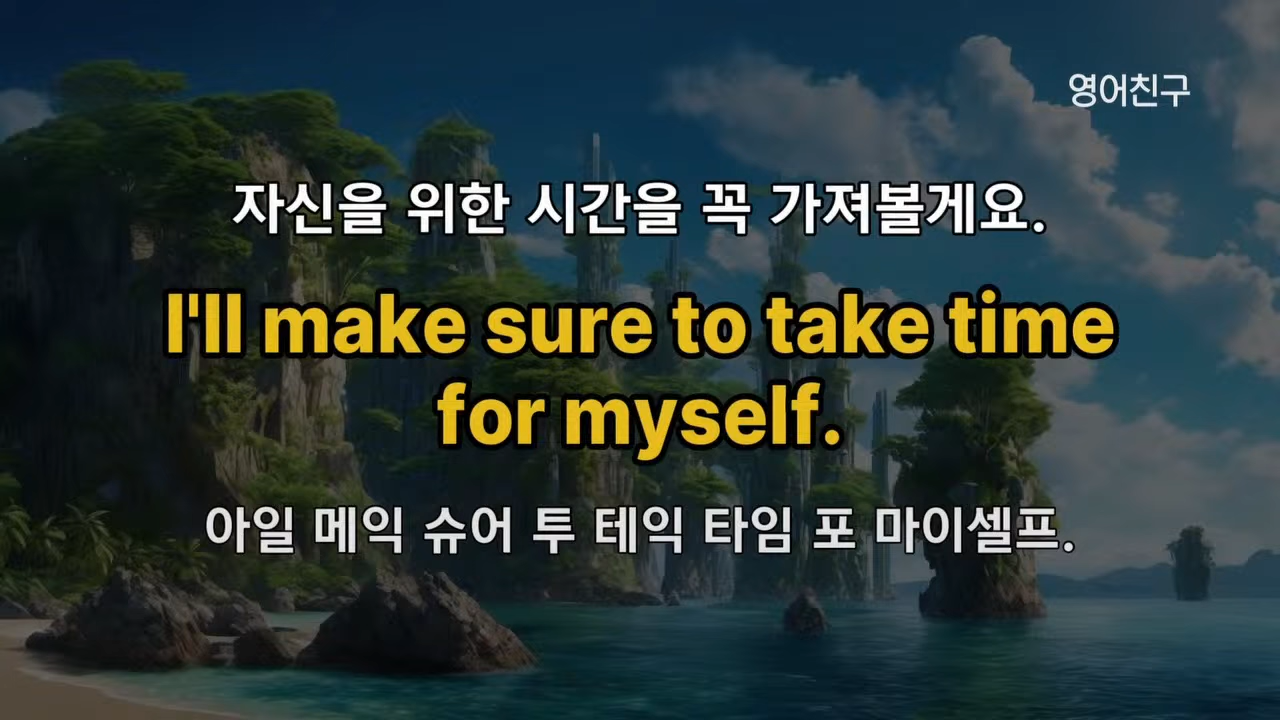 영어친구
자신을 위한 시간을 꼭 가져볼게요.
I'll make sure to take time
for myself.
아일 메익 슈어 투 테익 타임 포 마이셀프.